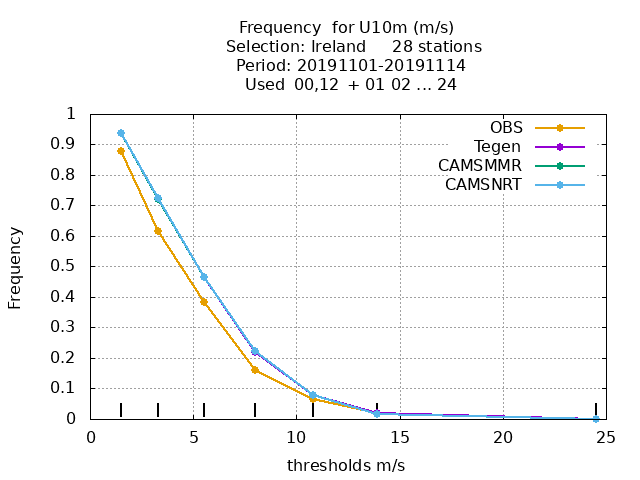 Frequency  for U10m (m/s)
Selection: Ireland     28 stations
Period: 20191101-20191114
Used  00,12  + 01 02 ... 24
OBS
Tegen
CAMSMMR
CAMSNRT
Frequency
1
0.9
0.8
0.7
0.6
0.5
0.4
0.3
0.2
0.1
0
0 5 10 15 20 25
thresholds m/s